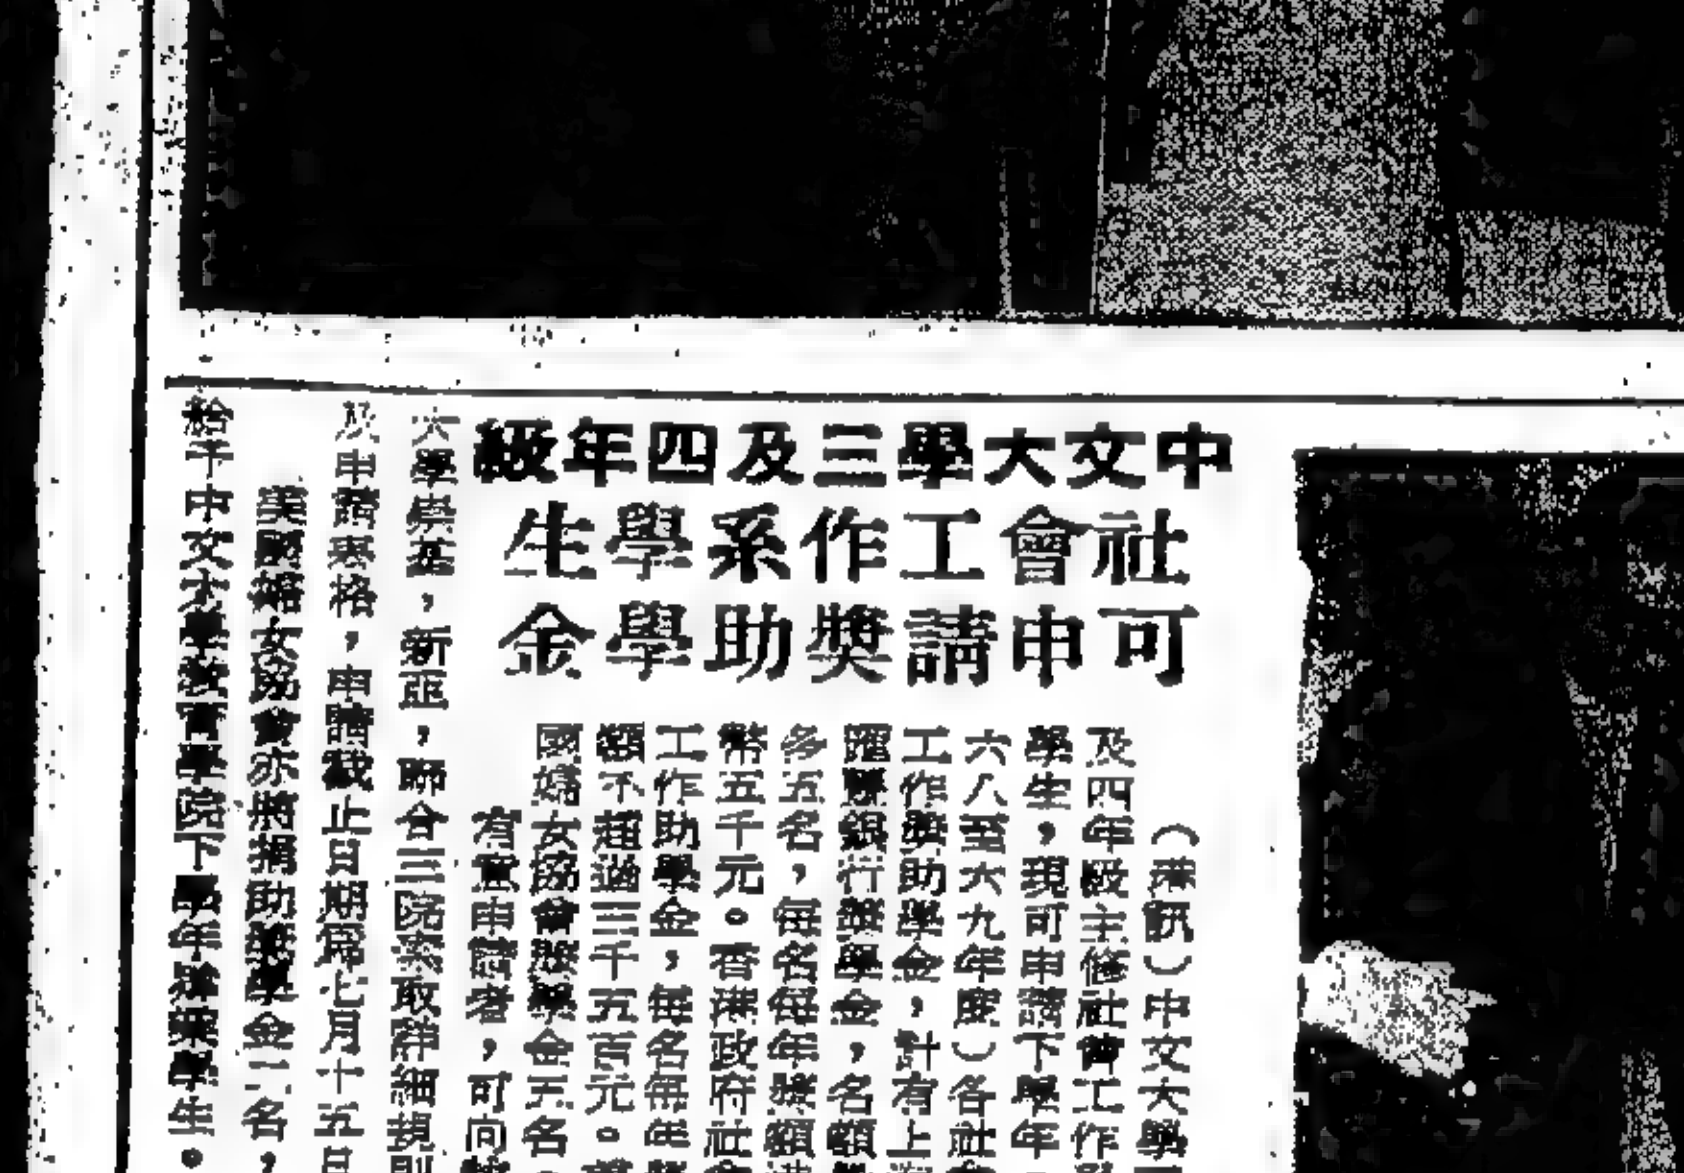 中文大學三及四年級
社會工作系學生
可申請獎助學金
（港訊）中文大學
及四年級主修社會工作
學生，現可申請下學年
六八至六九年度）各社
工作獎助學金，計有上
滙豐銀行獎學金，名額
多五名，每名每年獎額港
幣五千元。香港政府社會
工作助學金，每名每年
額不超過三千五百元。
國婦女協會獎學金五名。
有意申請者，可向
大學崇基，新亞，聯合三院索取詳細規則
及申請表格，申請截止日期為七月十五日
美國婦女協會亦將捐助獎學金二名，
給予中文大學教育學院下學年肄業學生。